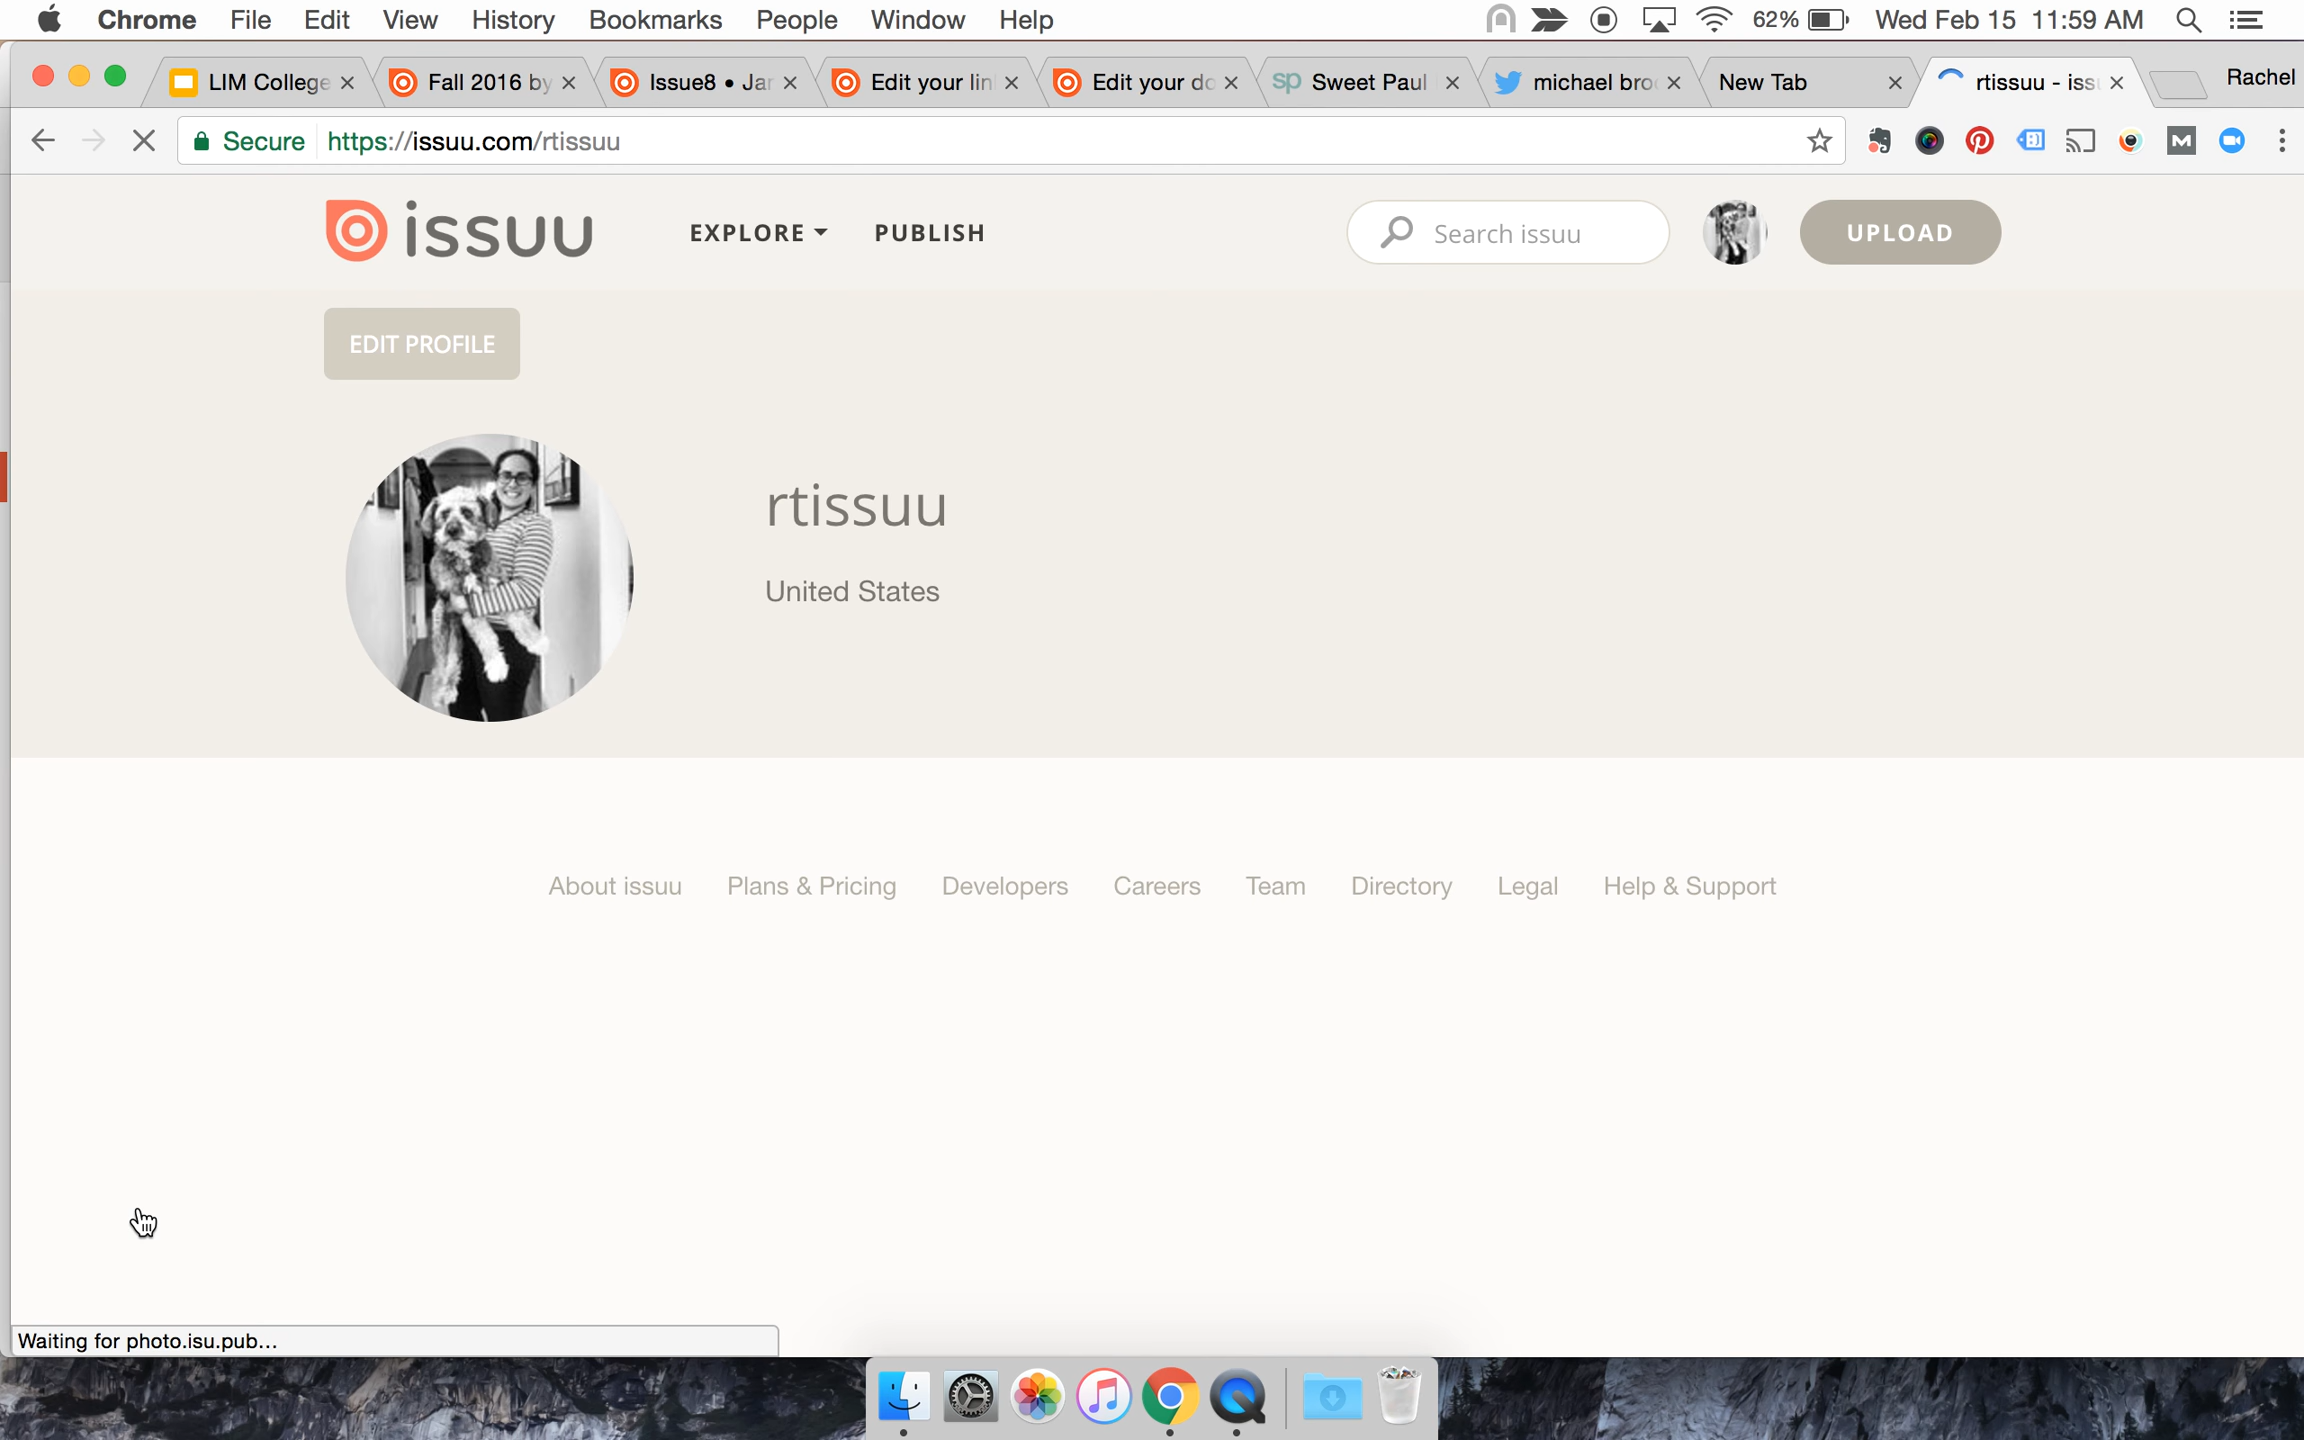 Chrome File Edit View History Bookmarks People Window Help 62% Wed Feb 15 11:59 AM
LIM College Fall 2016 by Issue8 • Jar Edit your lin Edit your do sp Sweet Paul michael bro New Tab rtissuu - iss Rachel
Secure https://issuu.com/rtissuu
issuu EXPLORE PUBLISH Search issuu UPLOAD
EDIT PROFILE
rtissuu
United States
About issuu Plans & Pricing Developers Careers Team Directory Legal Help & Support
Waiting for photo.isu.pub...